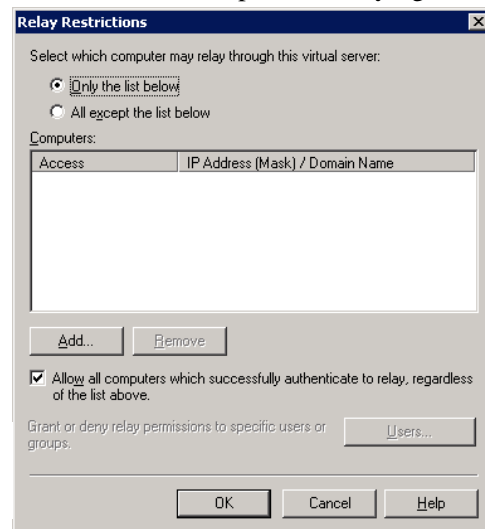 Relay Restrictions
Select which computer may relay through this virtual server:
Only the list below
All except the list below
Computers:
Access IP Address (Mask) / Domain Name
Add... Remove
Allow all computers which successfully authenticate to relay, regardless
of the list above.
Grant or deny relay permissions to specific users or
groups.
Users...
OK Cancel Help